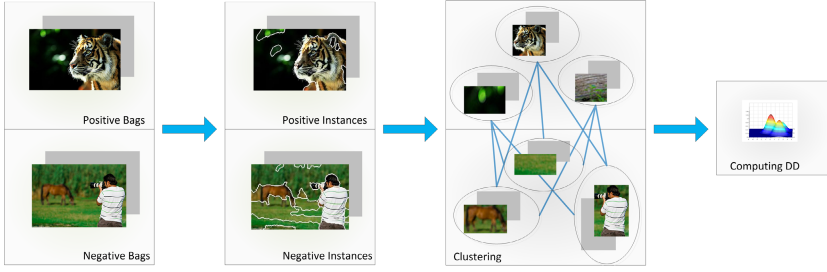 Positive Bags
Positive Instances
Negative Bags
Negative Instances
Clustering
Computing DD